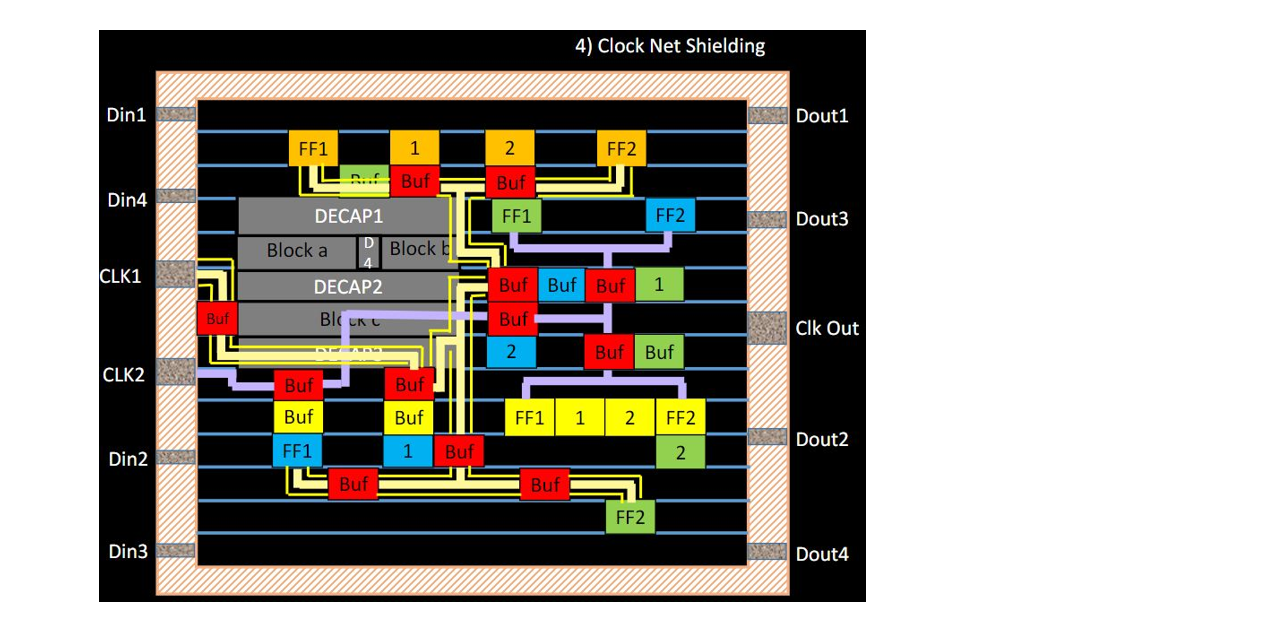 4) Clock Net Shielding
Din1
Dout1
FF1
1
2
FF2
Buf
Buf
Buf
Din4
DECAP1
FF1
FF2
Dout3
Block a
D
4
Block b
CLK1
DECAP2
Buf
Buf
Buf
1
Buf
Block c
Buf
Clk Out
DECAP3
2
Buf
Buf
CLK2
Buf
Buf
Buf
Buf
FF1
1
2
FF2
Dout2
Din2
FF1
1
Buf
2
Buf
Buf
FF2
Din3
Dout4